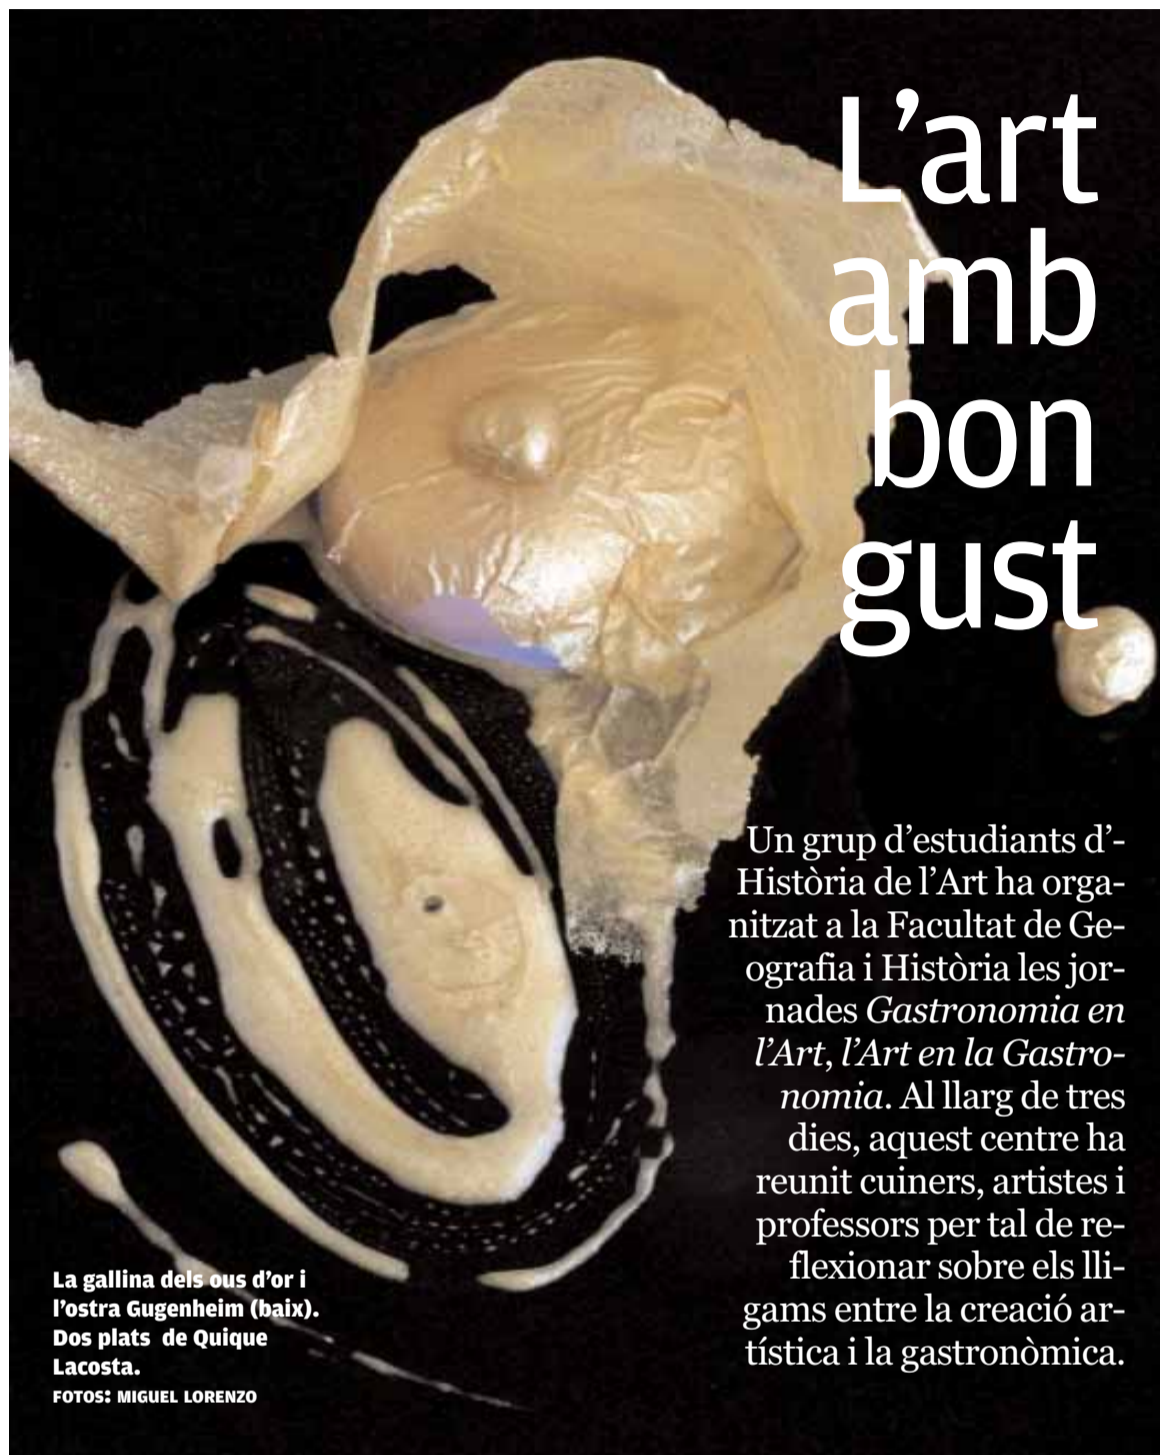 L’art
amb
bon
gust
Un grup d’estudiants d’-
Història de l’Art ha orga-
nitzat a la Facultat de Ge-
ografia i Història les jor-
nades Gastronomia en
l’Art, l’Art en la Gastro-
nomia. Al llarg de tres
dies, aquest centre ha
reunit cuiners, artistes i
professors per tal de re-
flexionar sobre els lli-
gams entre la creació ar-
tística i la gastronòmica.
La gallina dels ous d’or i
l’ostra Gugenheim (baix).
Dos plats de Quique
Lacosta.
FOTOS: MIGUEL LORENZO